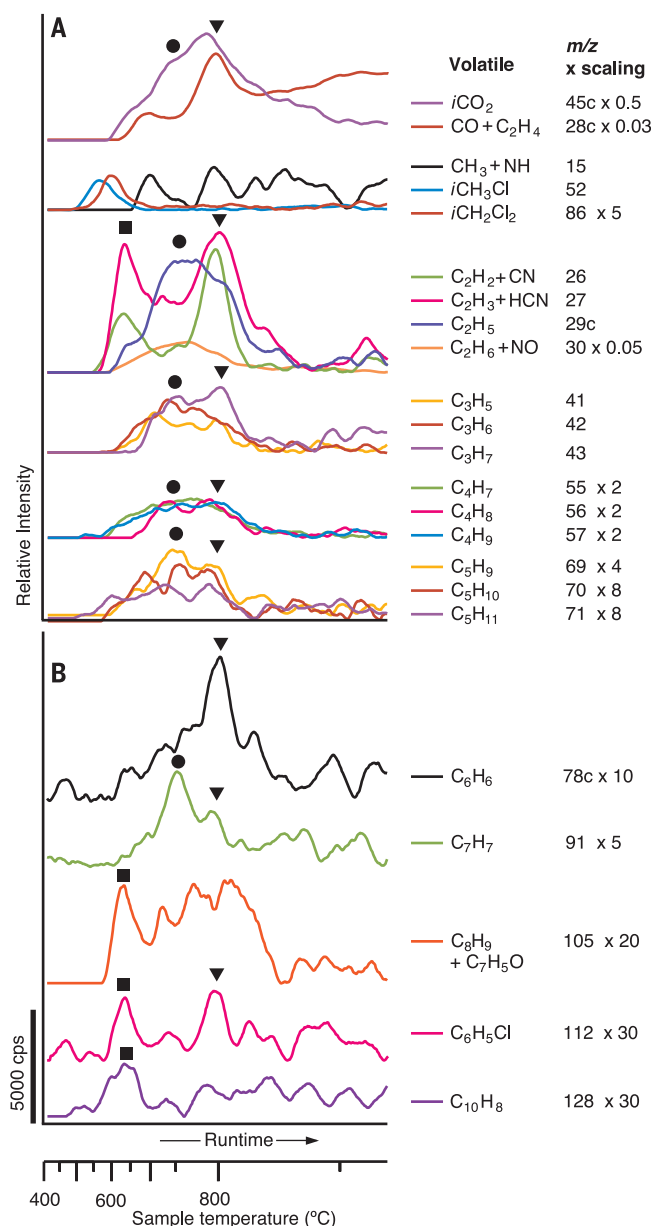 A
Volatile
m/z
x scaling
iCO₂ 45c x 0.5
CO + C₂H₄ 28c x 0.03
CH₃ + NH 15
iCH₃Cl 52
iCH₂Cl₂ 86 x 5
C₂H₂ + CN 26
C₂H₃ + HCN 27
C₂H₅ 29c
C₂H₆ + NO 30 x 0.05
C₃H₅ 41
C₃H₆ 42
C₃H₇ 43
C₄H₇ 55 x 2
C₄H₈ 56 x 2
C₄H₉ 57 x 2
C₅H₉ 69 x 4
C₅H₁₀ 70 x 8
C₅H₁₁ 71 x 8
Relative Intensity
B
C₆H₆ 78c x 10
C₇H₇ 91 x 5
C₈H₉ 105 x 20
+ C₇H₅O
C₆H₅Cl 112 x 30
C₁₀H₈ 128 x 30
5000 cps
Runtime
400 600 800
Sample temperature (ºC)